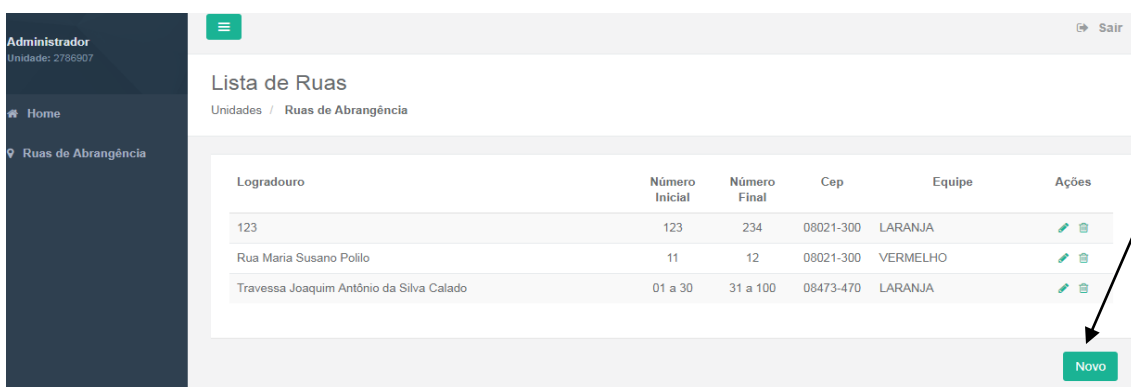 Administrador
Unidade: 2786907
Home
Ruas de Abrangência
Sair
Lista de Ruas
Unidades / Ruas de Abrangência
Logradouro Número Inicial Número Final Cep Equipe Ações
123 123 234 08021-300 LARANJA
Rua Maria Susano Polilo 11 12 08021-300 VERMELHO
Travessa Joaquim Antônio da Silva Calado 01 a 30 31 a 100 08473-470 LARANJA
Novo